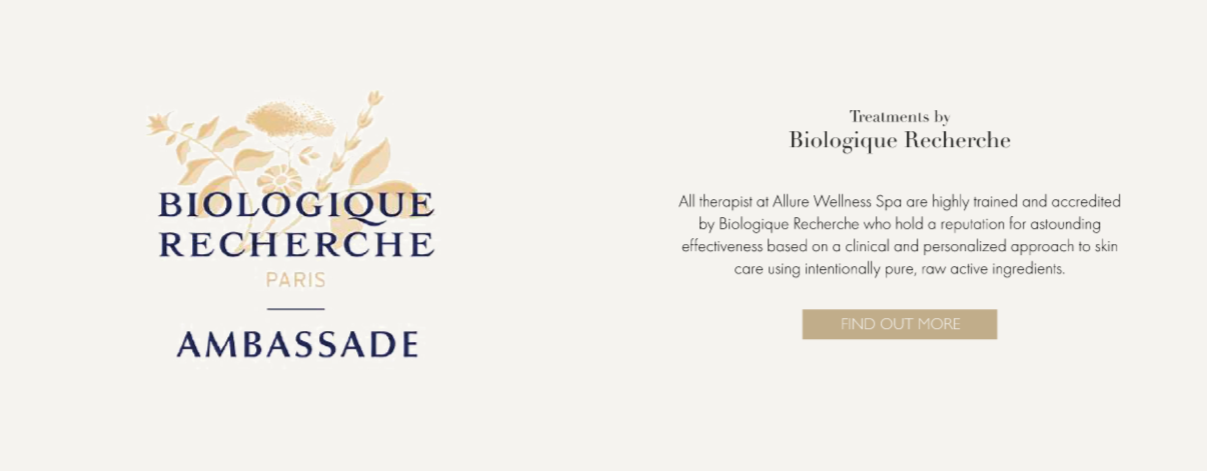 BIOLOGIQUE
RECHERCHE
PARIS
AMBASSADE
Treatments by
Biologique Recherche
All therapist at Allure Wellness Spa are highly trained and accredited
by Biologique Recherche who hold a reputation for astounding
effectiveness based on a clinical and personalized approach to skin
care using intentionally pure, raw active ingredients.
FIND OUT MORE